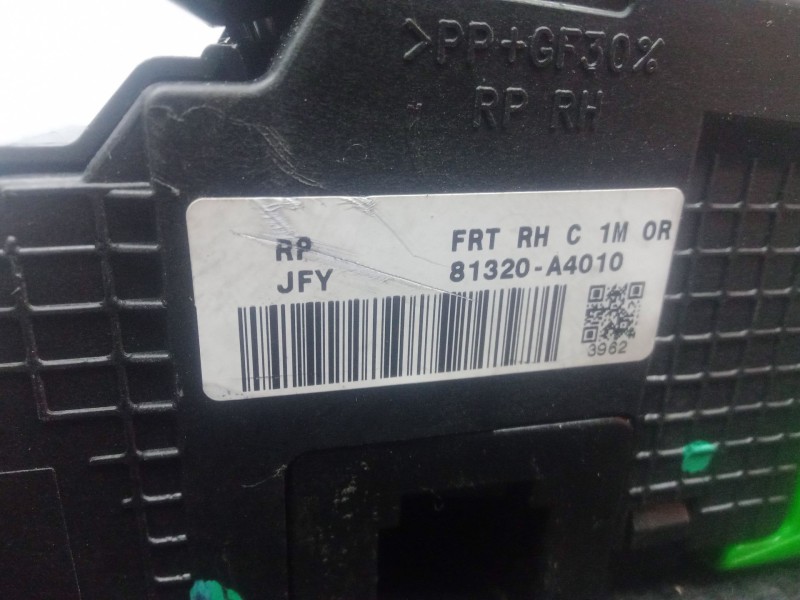 >PP+GF30%
RP RH
RP FRT RH C 1M OR
JFY 81320-A4010
3962